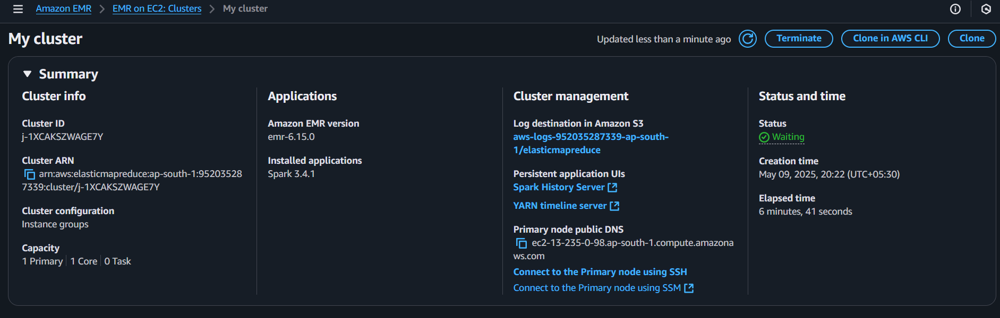 Amazon EMR
EMR on EC2: Clusters
My cluster
My cluster
Updated less than a minute ago
Terminate
Clone in AWS CLI
Clone
Summary
Cluster info
Cluster ID
j-1XCAKSZWAGE7Y
Cluster ARN
arn:aws:elasticmapreduce:ap-south-1:95203528
7339:cluster/j-1XCAKSZWAGE7Y
Cluster configuration
Instance groups
Capacity
1 Primary | 1 Core | 0 Task
Applications
Amazon EMR version
emr-6.15.0
Installed applications
Spark 3.4.1
Cluster management
Log destination in Amazon S3
aws-logs-952035287339-ap-south-
1/elasticmapreduce
Persistent application UIs
Spark History Server
YARN timeline server
Primary node public DNS
ec2-13-235-0-98.ap-south-1.compute.amazona
ws.com
Connect to the Primary node using SSH
Connect to the Primary node using SSM
Status and time
Status
Waiting
Creation time
May 09, 2025, 20:22 (UTC+05:30)
Elapsed time
6 minutes, 41 seconds